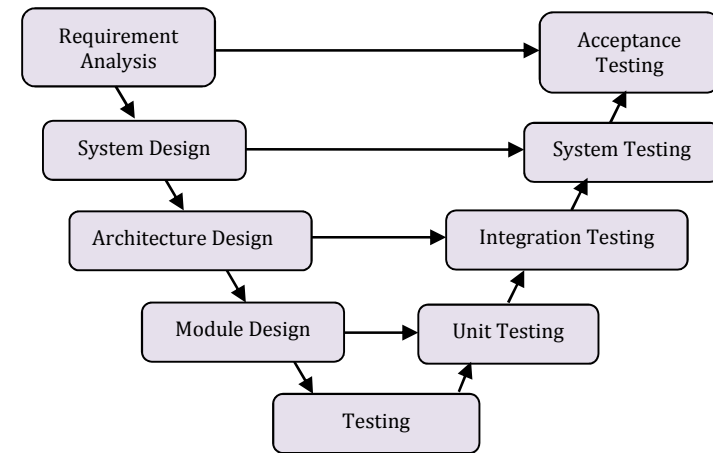 Requirement
Analysis
Acceptance
Testing
System Design
System Testing
Architecture Design
Integration Testing
Module Design
Unit Testing
Testing